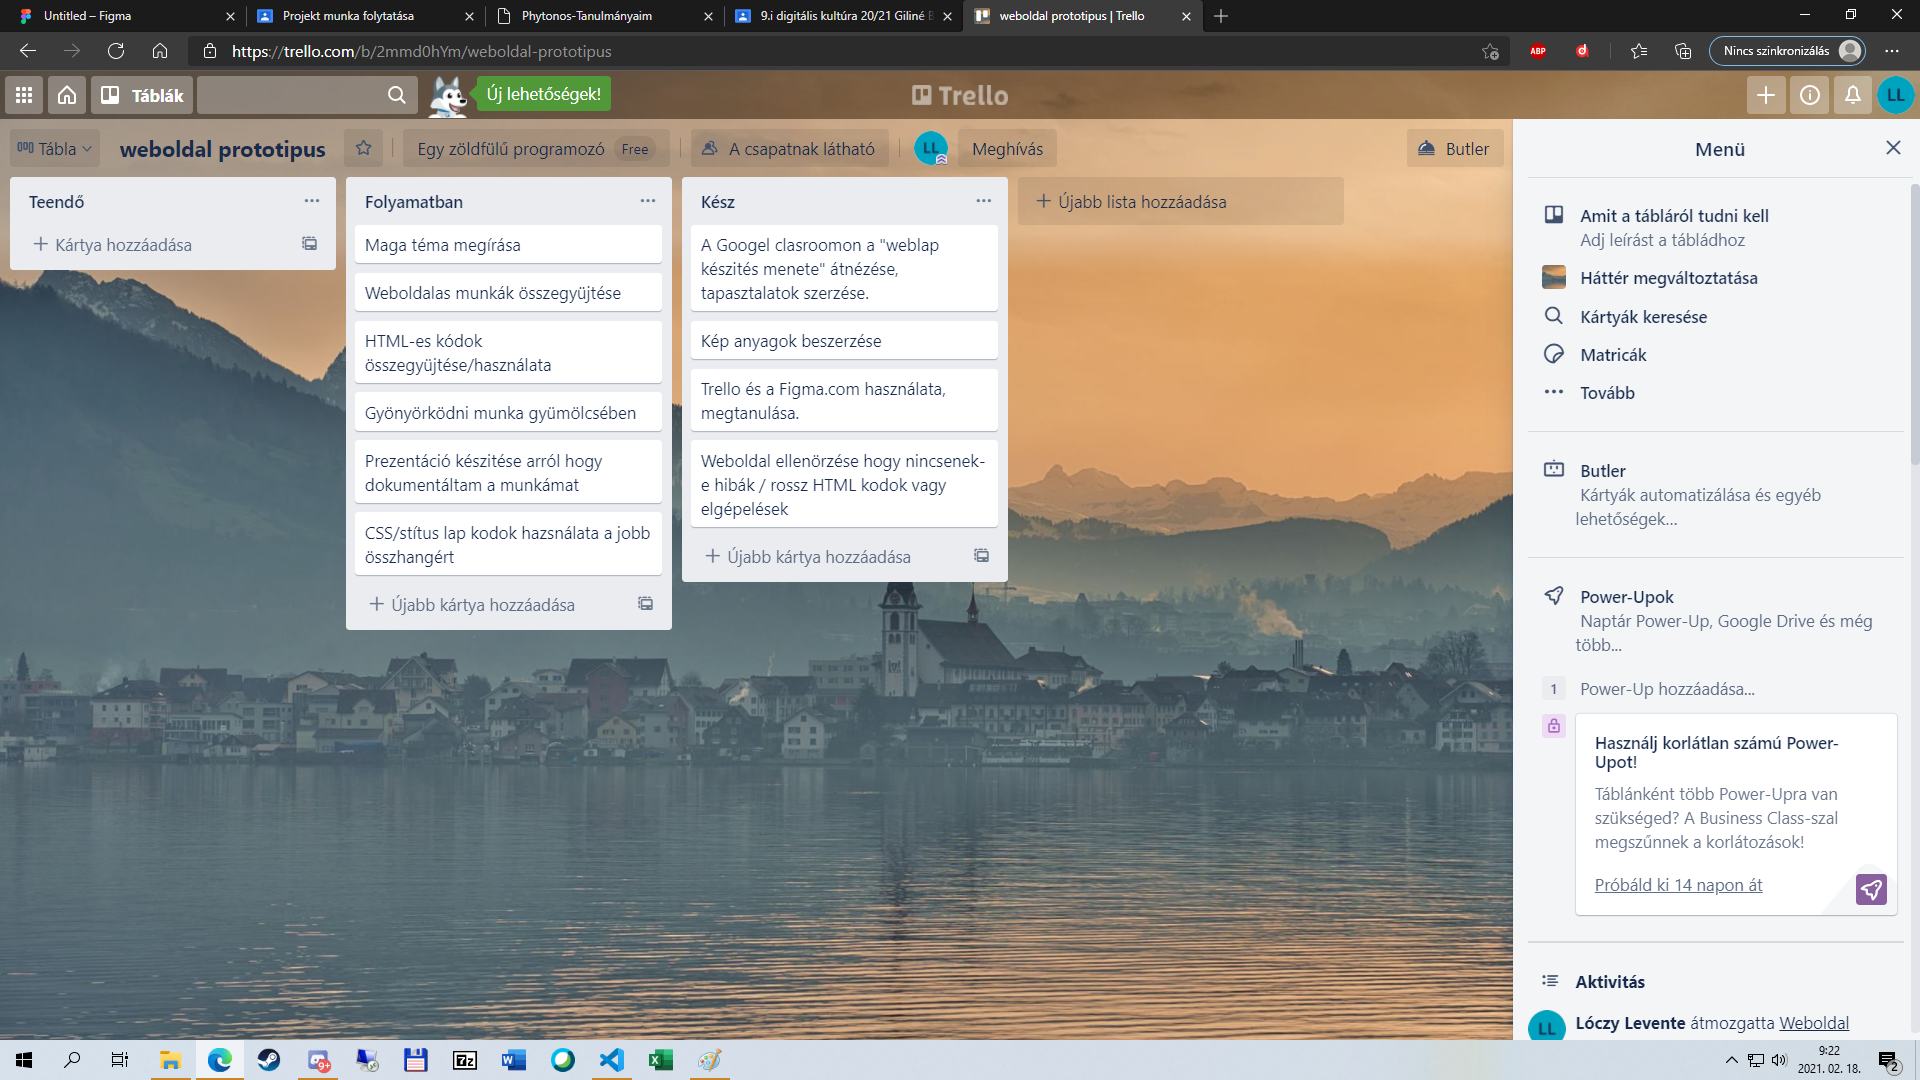 Untitled – Figma
Projekt munka folytatása
Phytonos-Tanulmányaim
9.i digitális kultúra 20/21 Giliné
weboldal prototipus | Trello
https://trello.com/b/2mmd0hYm/weboldal-prototipus
ABP
Nincs szinkronizálás
Táblák
Új lehetőségek!
Trello
LL
Tábla
weboldal prototipus
Egy zöldfülű programozó Free
A csapatnak látható
LL
Meghívás
Butler
Teendő
Kártya hozzáadása
Folyamatban
Maga téma megírása
Weboldalas munkák összegyüjtése
HTML-es kódok
összegyüjtése/használata
Gyönyörködni munka gyümölcsében
Prezentáció készitése arról hogy
dokumentáltam a munkámat
CSS/stítus lap kodok hazsnálata a jobb
összhangért
Újabb kártya hozzáadása
Kész
A Googel clasroomon a "weblap
készités menete" átnézése,
tapasztalatok szerzése.
Kép anyagok beszerzése
Trello és a Figma.com használata,
megtanulása.
Weboldal ellenörzése hogy nincsenek-
e hibák / rossz HTML kodok vagy
elgépelések
Újabb kártya hozzáadása
Újabb lista hozzáadása
Menü
Amit a tábláról tudni kell
Adj leírást a tábládhoz
Háttér megváltoztatása
Kártyák keresése
Matricák
Tovább
Butler
Kártyák automatizálása és egyéb
lehetőségek...
Power-Upok
Naptár Power-Up, Google Drive és még
több...
1 Power-Up hozzáadása...
Használj korlátlan számú Power-
Upot!
Táblánként több Power-Upra van
szükséged? A Business Class-szal
megszűnnek a korlátozások!
Próbáld ki 14 napon át
Aktivitás
LL
Lóczy Levente átmozgatta Weboldal
9+
7z
9:22
2021. 02. 18.
2